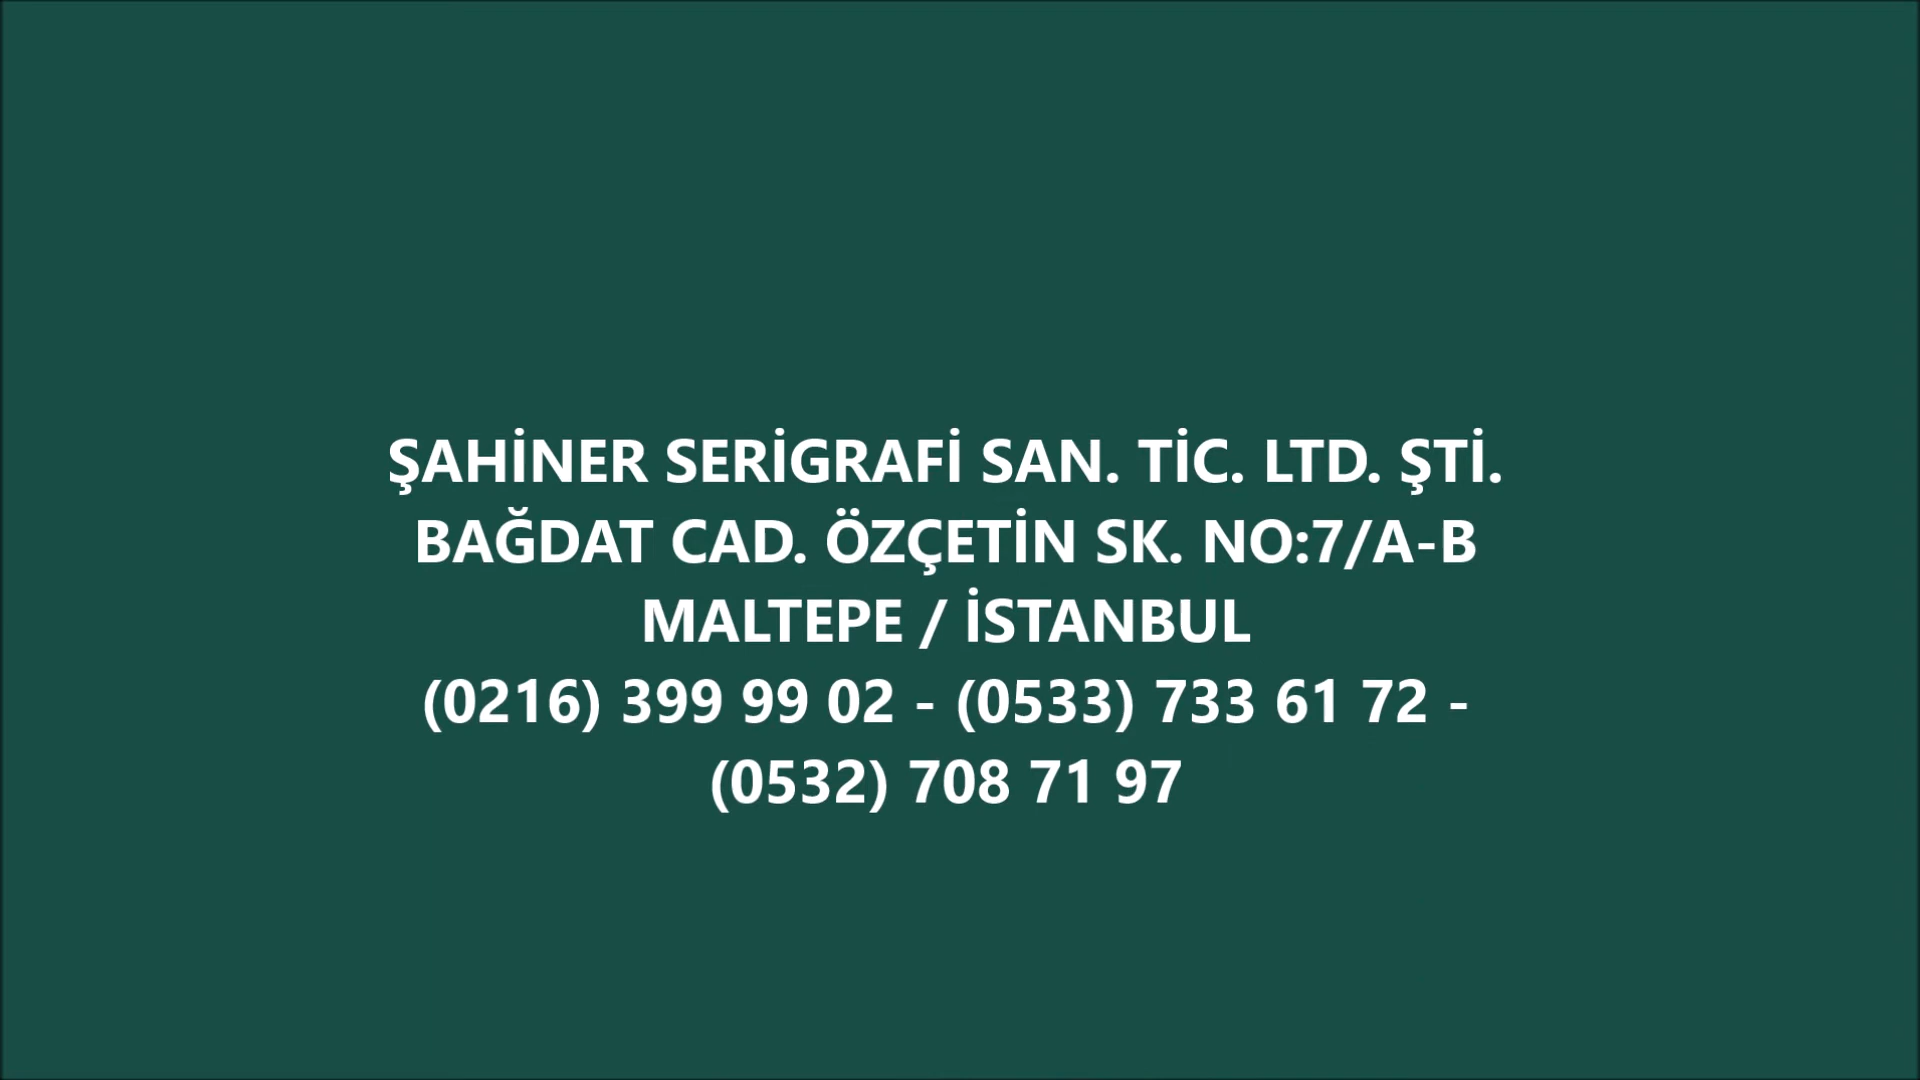 ŞAHİNER SERİGRAFİ SAN. TİC. LTD. ŞTİ.
BAĞDAT CAD. ÖZÇETİN SK. NO:7/A-B
MALTEPE / İSTANBUL
(0216) 399 99 02 - (0533) 733 61 72 -
(0532) 708 71 97